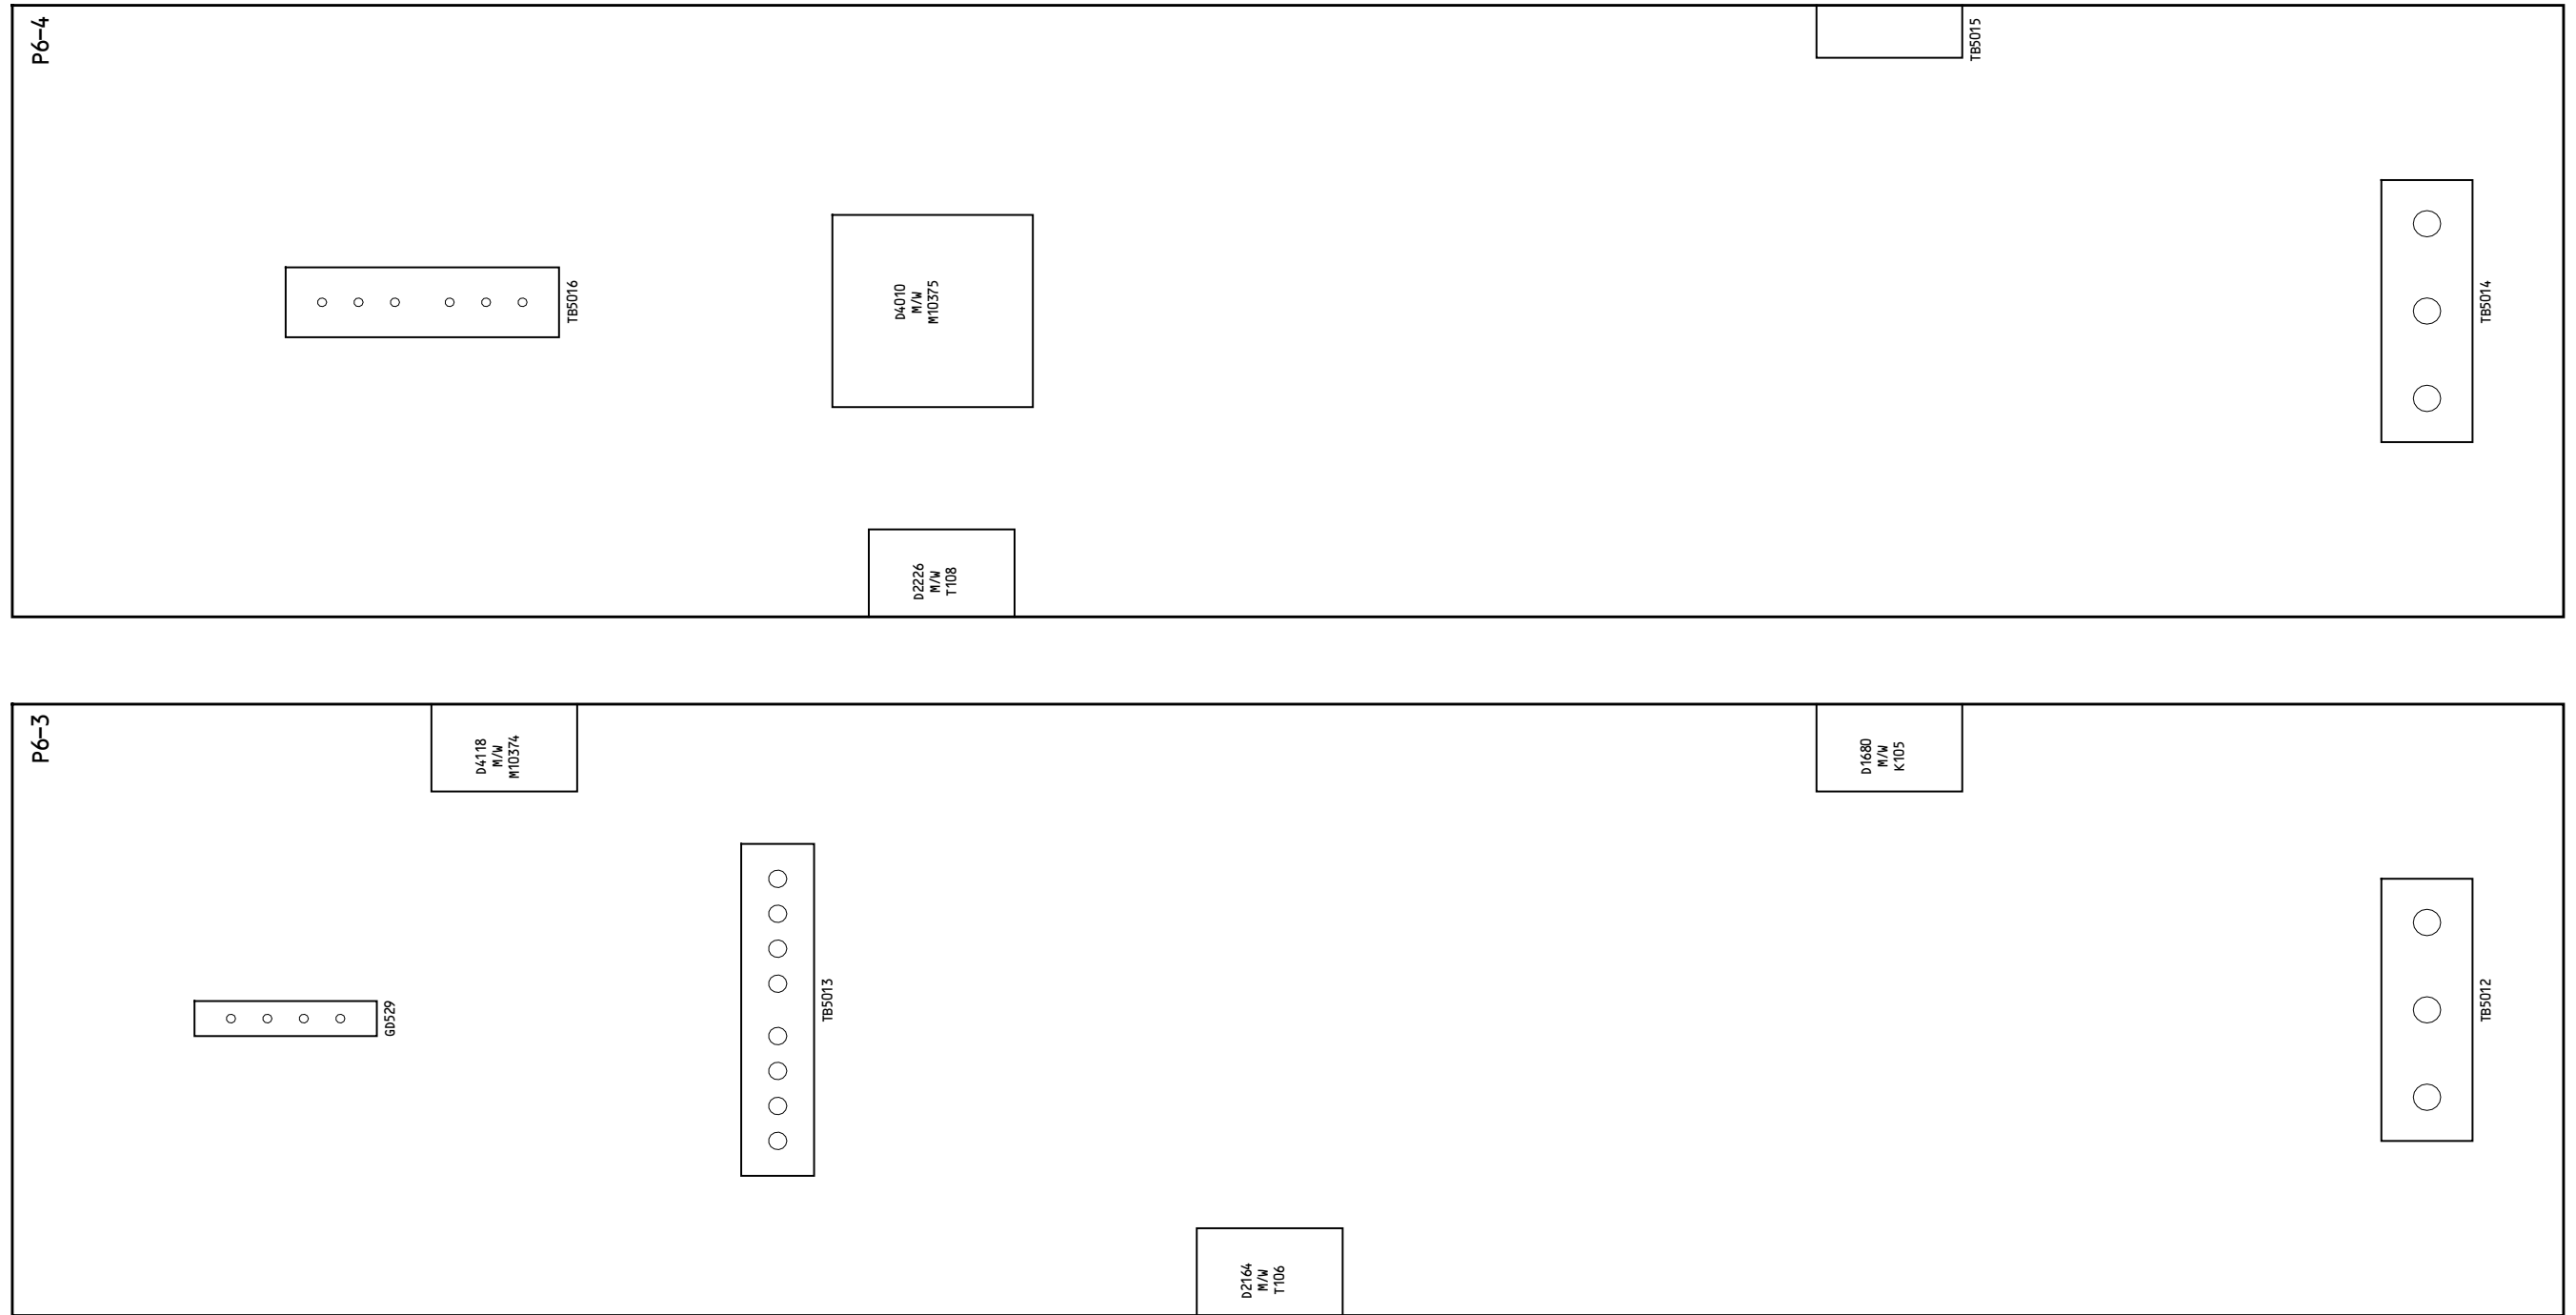 P6-4
TB5015
TB5016
D4010
M/W
M10375
TB5014
D2226
M/W
T108
P6-3
D4118
M/W
M10374
D1680
M/W
K105
GD529
TB5013
TB5012
D2164
M/W
T106